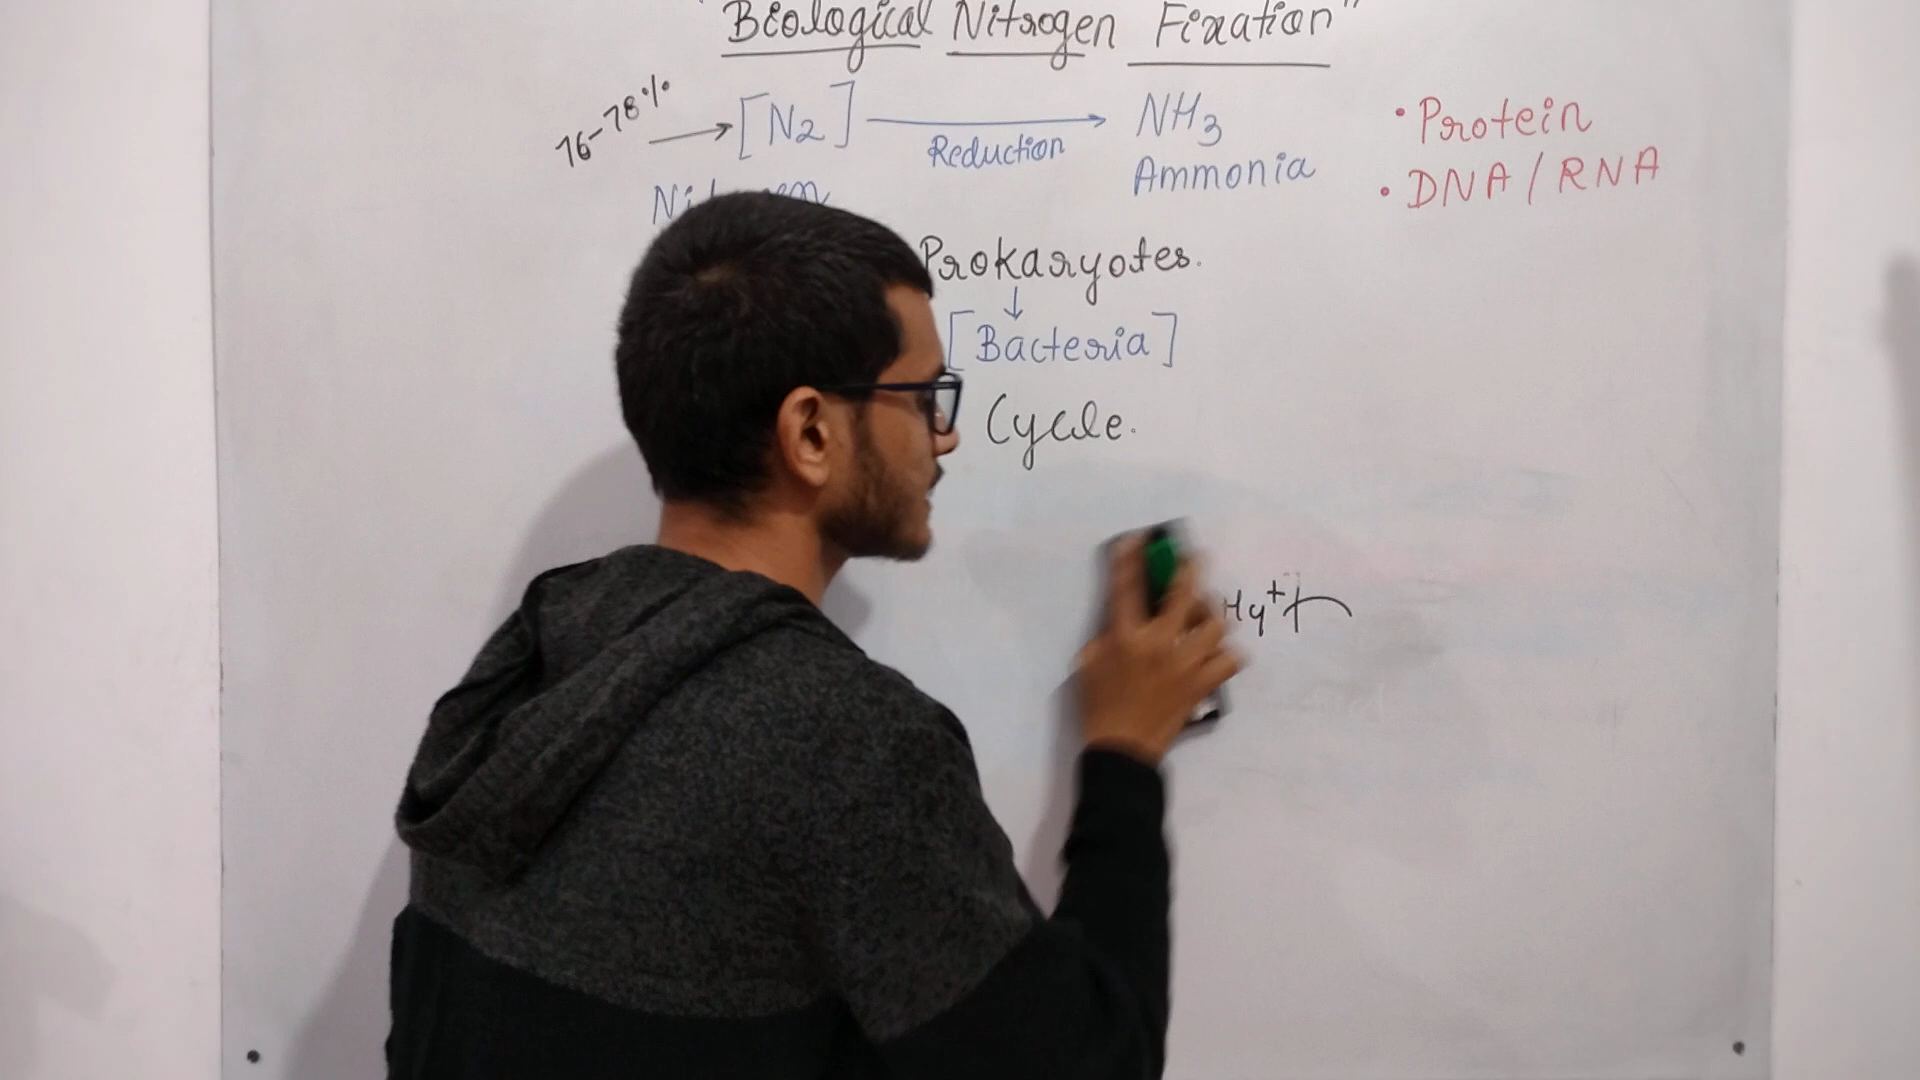 "Biological Nitrogen Fixation"
76-78% → [N2] → NH3
Reduction
Ammonia
• Protein
• DNA / RNA
Prokaryotes.
↓
[Bacteria]
Cycle.